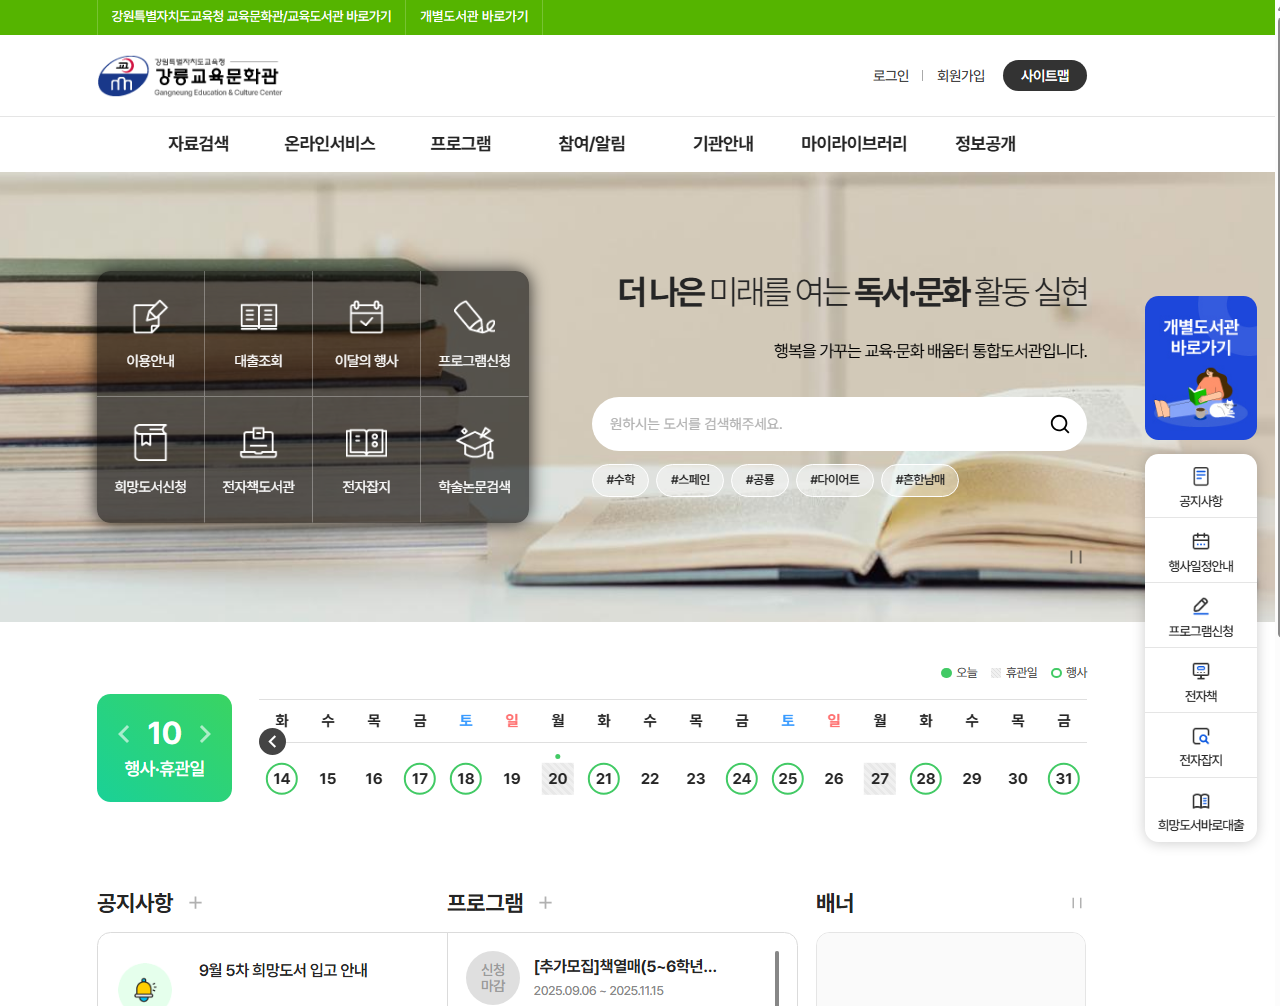 강원특별자치도교육청 교육문화관/교육도서관 바로가기
개별도서관 바로가기
강원특별자치도교육청
강릉교육문화관
Gangneung Education & Culture Center
로그인
회원가입
사이트맵
자료검색
온라인서비스
프로그램
참여/알림
기관안내
마이라이브러리
정보공개
이용안내
대출조회
이달의 행사
프로그램신청
희망도서신청
전자책도서관
전자잡지
학술논문검색
더 나은 미래를 여는 독서·문화 활동 실현
행복을 가꾸는 교육·문화 배움터 통합도서관입니다.
원하시는 도서를 검색해주세요.
#수학
#스페인
#공룡
#다이어트
#흔한남매
개별도서관
바로가기
공지사항
행사일정안내
프로그램신청
전자책
전자잡지
희망도서바로대출
오늘
휴관일
행사
10
행사·휴관일
화 수 목 금 토 일 월 화 수 목 금 토 일 월 화 수 목 금
14 15 16 17 18 19 20 21 22 23 24 25 26 27 28 29 30 31
공지사항
9월 5차 희망도서 입고 안내
프로그램
신청
마감
[추가모집]책열매(5~6학년...
2025.09.06 ~ 2025.11.15
배너